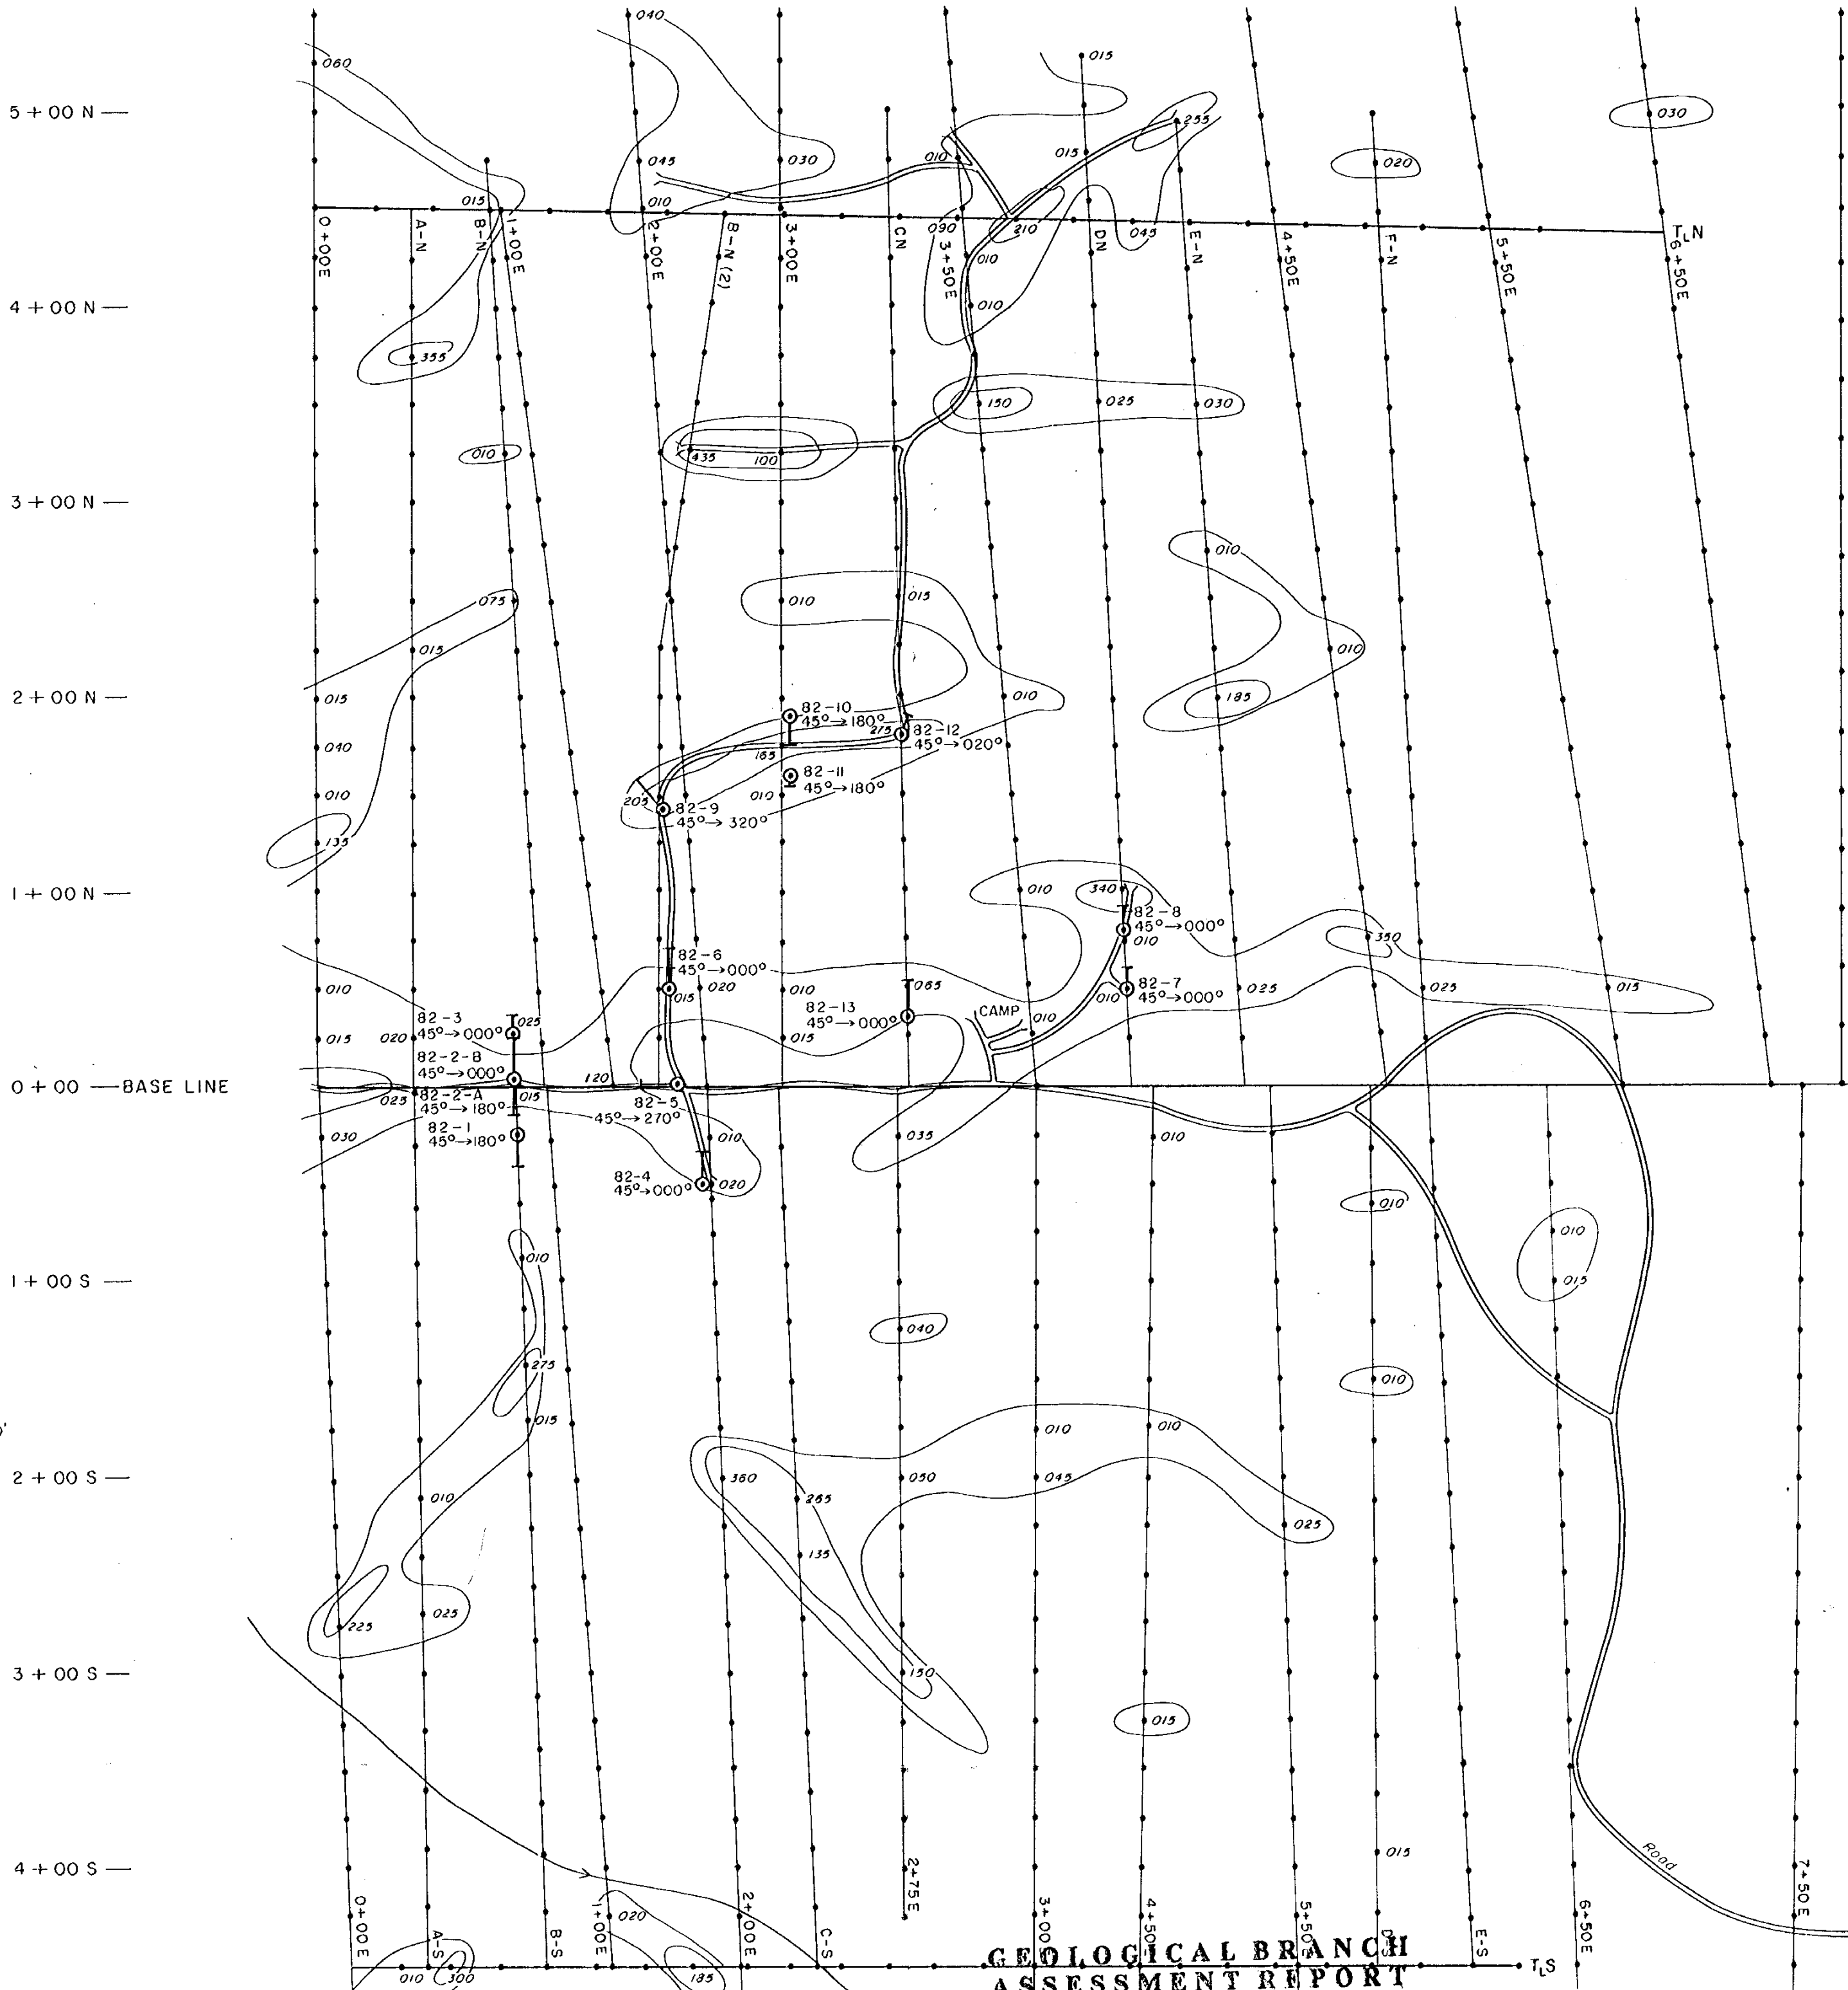 040
060
015
5+00 N
255
030
010
015
045
030
020
015
010
T L N
0+00E
A-N
B-N
1+00E
2+00E
B-N (2)
3+00E
CN
090
3+50E
210
DN
045
E-N
4+50E
F-N
5+50E
6+50E
010
4+00 N
010
355
150
025
030
010
435
100
3+00 N
010
075
010
015
015
010
2+00 N
015
010
185
82-10
45°→180°
275
82-12
45°→020°
040
165
82-11
45°→180°
010
010
205
82-9
45°→320°
135
1+00 N
010
340
82-8
45°→000°
010
350
82-6
45°→000°
010
015
020
010
065
82-7
45°→000°
010
025
025
015
82-13
45°→000°
CAMP
010
82-3
45°→000°
025
015
020
015
82-2-B
45°→000°
0+00
BASE LINE
120
025
82-2-A
45°→180°
015
82-5
45°→270°
030
82-1
45°→180°
010
035
010
82-4
45°→000°
020
010
010
010
1+00 S
015
040
275
010
015
010
010
2+00 S
360
050
045
010
265
025
135
025
225
3+00 S
150
015
015
Road
4+00 S
0+00E
A-S
B-S
1+00E
020
2+00E
C-S
2+75E
3+00E
4+50E
5+50E
E-S
6+50E
7+50E
010
300
185
T L S
GEOLOGICAL BRANCH
ASSESSMENT REPORT